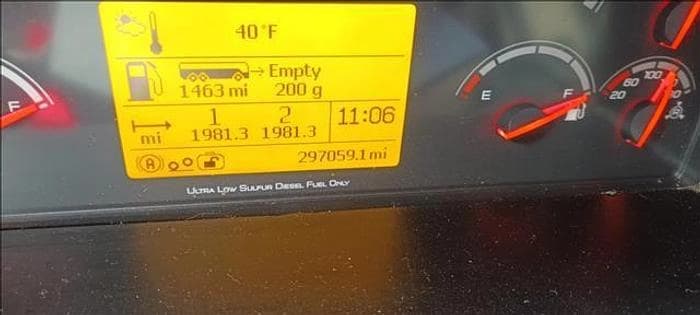 40°F
Empty
1463 mi 200 g
1 2
mi 1981.3 1981.3 11:06
A 297059.1 mi
ULTRA LOW SULFUR DIESEL FUEL ONLY
F
E F
20 60 100